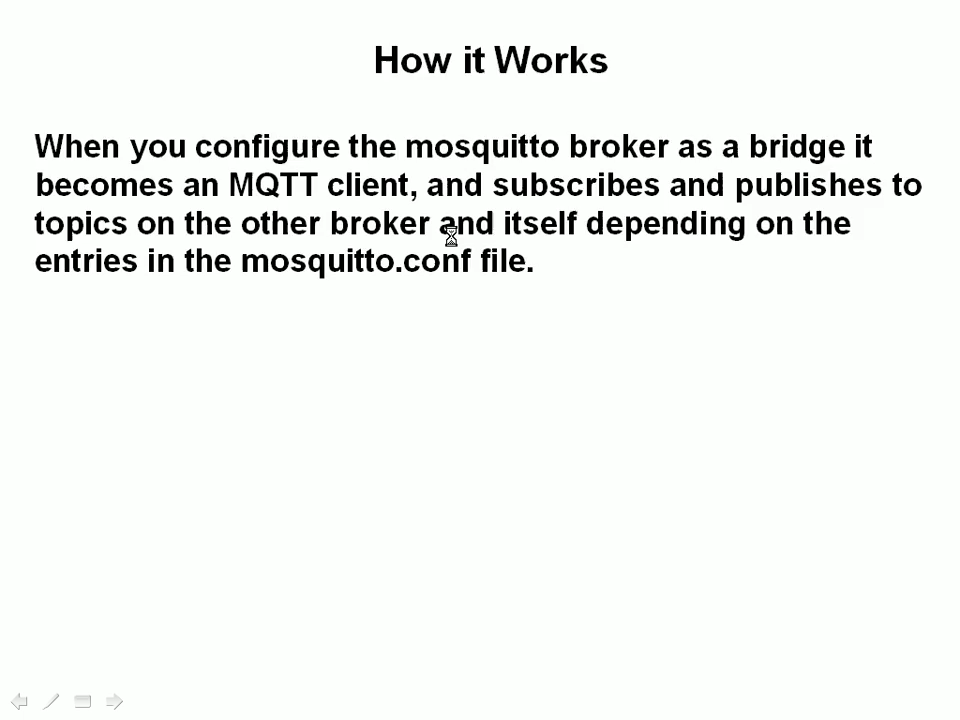 How it Works
When you configure the mosquitto broker as a bridge it
becomes an MQTT client, and subscribes and publishes to
topics on the other broker and itself depending on the
entries in the mosquitto.conf file.